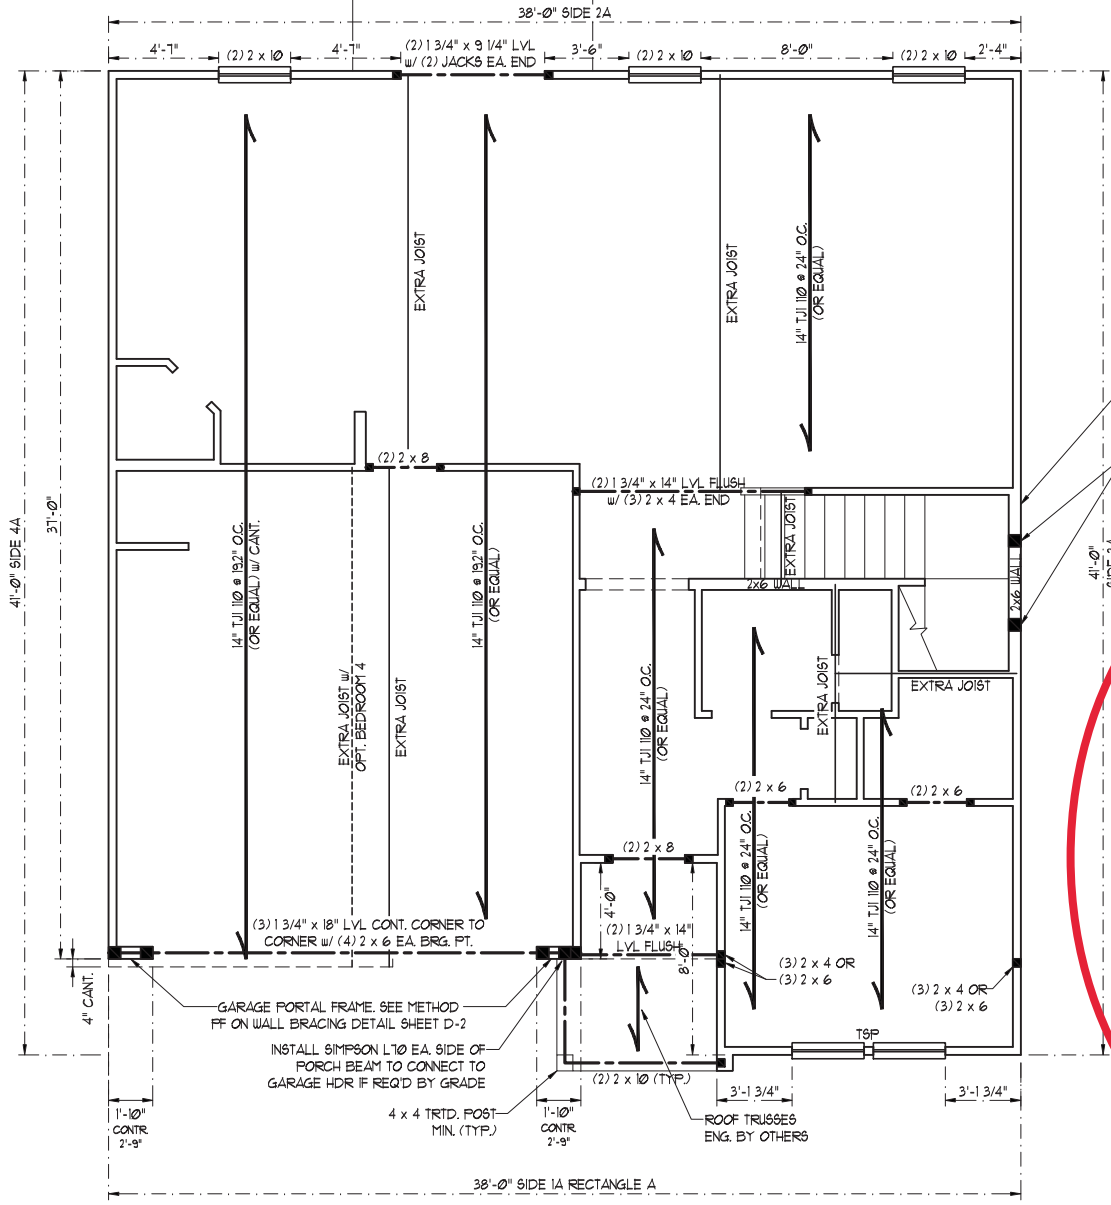 38'-0" SIDE 2A
4'-7"
(2) 2 x 10
4'-7"
(2) 1 3/4" x 9 1/4" LVL
w/ (2) JACKS EA. END
3'-6"
(2) 2 x 10
8'-0"
(2) 2 x 10
2'-4"
41'-0" SIDE 4A
37'-0"
EXTRA JOIST
EXTRA JOIST
14" TJI 110 @ 24" O.C.
(OR EQUAL)
(2) 2 x 8
(2) 1 3/4" x 14" LVL FLUSH
w/ (3) 2 x 4 EA. END
14" TJI 110 @ 19.2" O.C.
(OR EQUAL) w/ CANT.
14" TJI 110 @ 19.2" O.C.
(OR EQUAL)
EXTRA JOIST
2x6 WALL
2x6 WALL
41'-0"
EXTRA JOIST w/
OPT. BEDROOM 4
EXTRA JOIST
14" TJI 110 @ 24" O.C.
(OR EQUAL)
EXTRA JOIST
EXTRA JOIST
(2) 2 x 6
(2) 2 x 6
14" TJI 110 @ 24" O.C.
(OR EQUAL)
14" TJI 110 @ 24" O.C.
(OR EQUAL)
(2) 2 x 8
4'-0"
(3) 1 3/4" x 18" LVL CONT. CORNER TO
CORNER w/ (4) 2 x 6 EA. BRG. PT.
(2) 1 3/4" x 14"
LVL FLUSH
8'-0"
(3) 2 x 4 OR
(3) 2 x 6
(3) 2 x 4 OR
(3) 2 x 6
4" CANT.
GARAGE PORTAL FRAME. SEE METHOD
PF ON WALL BRACING DETAIL SHEET D-2
INSTALL SIMPSON L70 EA. SIDE OF
PORCH BEAM TO CONNECT TO
GARAGE HDR IF REQ'D BY GRADE
TSP
(2) 2 x 10 (TYP.)
3'-1 3/4"
3'-1 3/4"
1'-10"
CONTR.
2'-9"
4 x 4 TRTD. POST
MIN. (TYP.)
1'-10"
CONTR.
2'-9"
ROOF TRUSSES
ENG. BY OTHERS
38'-0" SIDE 1A RECTANGLE A